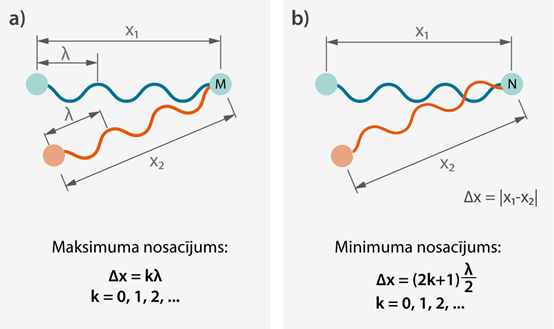 a)
x₁
λ
M
λ
x₂
Maksimuma nosacījums:
Δx = kλ
k = 0, 1, 2, ...
b)
x₁
N
x₂
Δx = |x₁-x₂|
Minimuma nosacījums:
Δx = (2k+1) λ/2
k = 0, 1, 2, ...